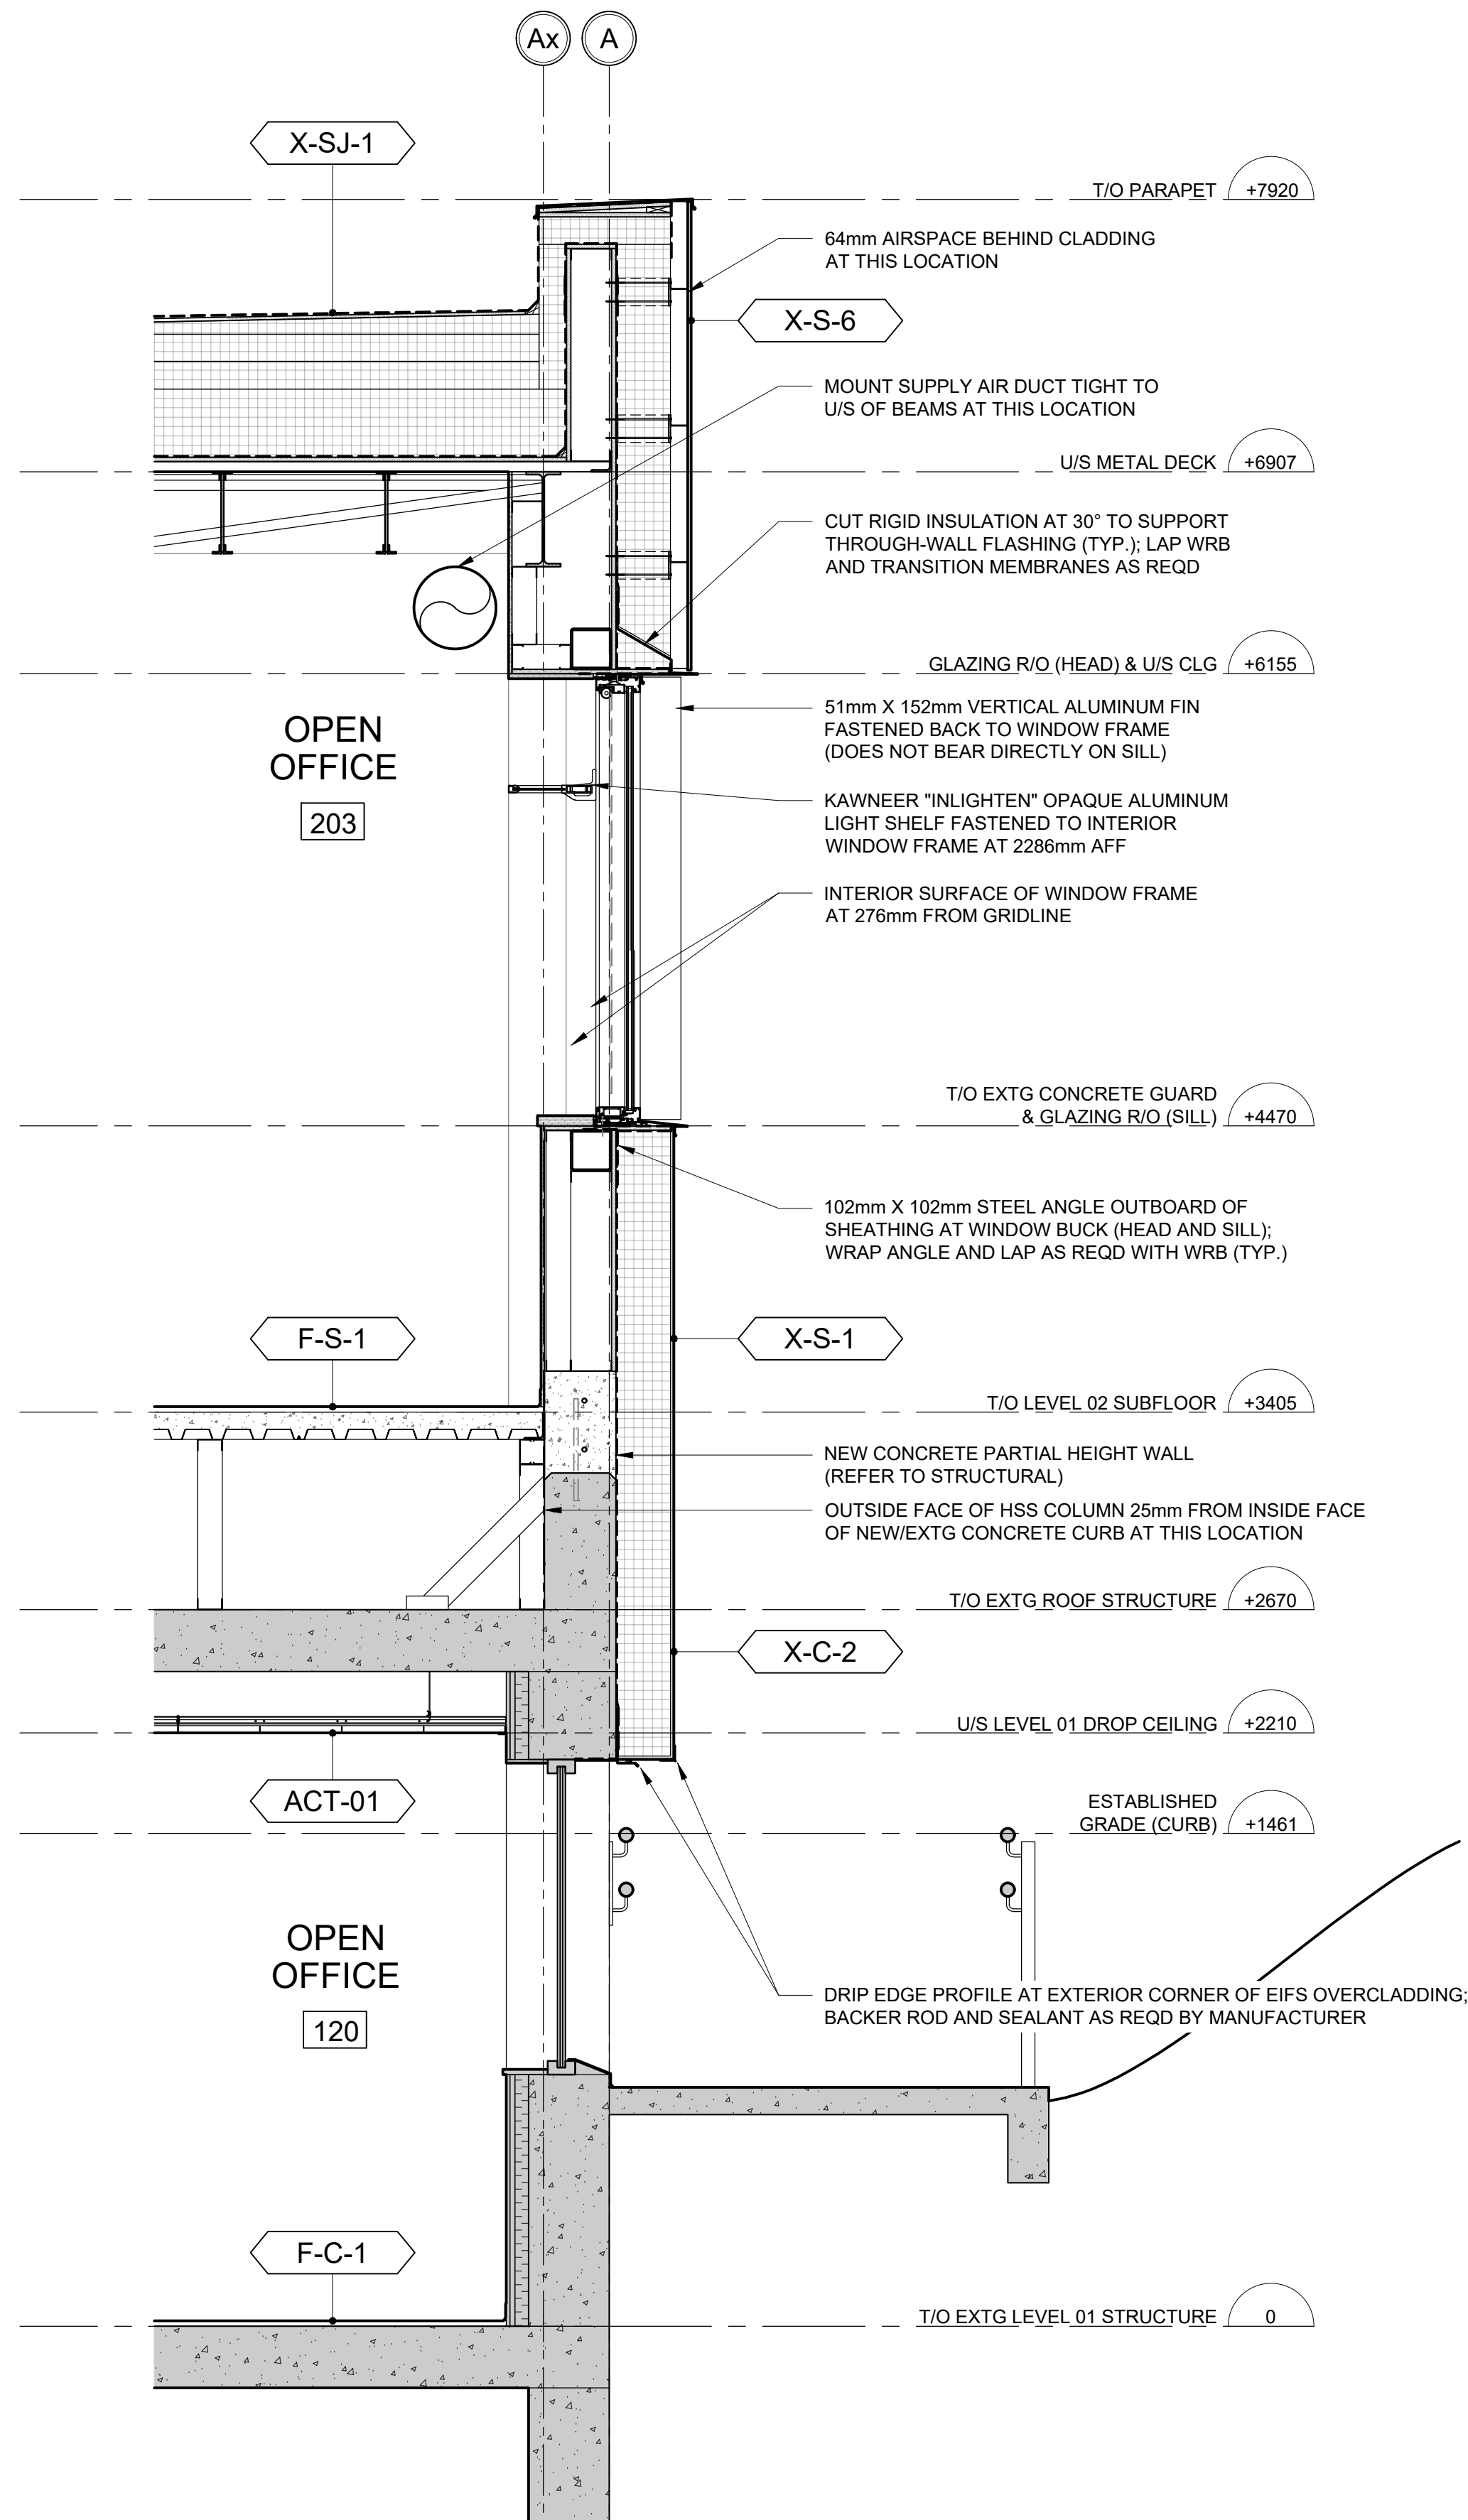 Ax A
X-SJ-1
T/O PARAPET +7920
64mm AIRSPACE BEHIND CLADDING
AT THIS LOCATION
X-S-6
MOUNT SUPPLY AIR DUCT TIGHT TO
U/S OF BEAMS AT THIS LOCATION
U/S METAL DECK +6907
CUT RIGID INSULATION AT 30° TO SUPPORT
THROUGH-WALL FLASHING (TYP.); LAP WRB
AND TRANSITION MEMBRANES AS REQD
GLAZING R/O (HEAD) & U/S CLG +6155
OPEN
OFFICE
203
51mm X 152mm VERTICAL ALUMINUM FIN
FASTENED BACK TO WINDOW FRAME
(DOES NOT BEAR DIRECTLY ON SILL)
KAWNEER "INLIGHTEN" OPAQUE ALUMINUM
LIGHT SHELF FASTENED TO INTERIOR
WINDOW FRAME AT 2286mm AFF
INTERIOR SURFACE OF WINDOW FRAME
AT 276mm FROM GRIDLINE
T/O EXTG CONCRETE GUARD
& GLAZING R/O (SILL) +4470
102mm X 102mm STEEL ANGLE OUTBOARD OF
SHEATHING AT WINDOW BUCK (HEAD AND SILL);
WRAP ANGLE AND LAP AS REQD WITH WRB (TYP.)
F-S-1
X-S-1
T/O LEVEL 02 SUBFLOOR +3405
NEW CONCRETE PARTIAL HEIGHT WALL
(REFER TO STRUCTURAL)
OUTSIDE FACE OF HSS COLUMN 25mm FROM INSIDE FACE
OF NEW/EXTG CONCRETE CURB AT THIS LOCATION
T/O EXTG ROOF STRUCTURE +2670
X-C-2
U/S LEVEL 01 DROP CEILING +2210
ACT-01
ESTABLISHED
GRADE (CURB) +1461
OPEN
OFFICE
120
DRIP EDGE PROFILE AT EXTERIOR CORNER OF EIFS OVERCLADDING;
BACKER ROD AND SEALANT AS REQD BY MANUFACTURER
F-C-1
T/O EXTG LEVEL 01 STRUCTURE 0